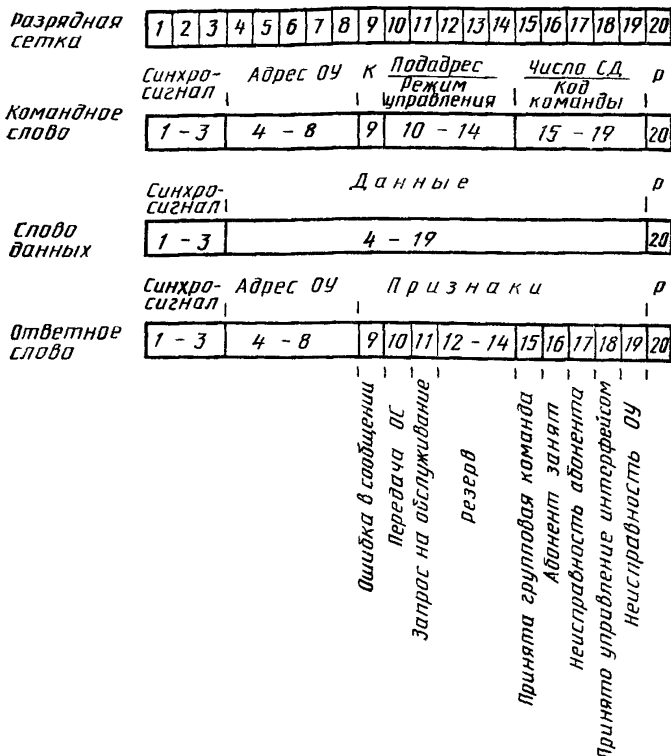 Разрядная сетка
1 2 3 4 5 6 7 8 9 10 11 12 13 14 15 16 17 18 19 20
Синхро-сигнал
Адрес ОУ
К
Подадрес
Режим управления
Число СД
Код команды
Р
Командное слово
1 - 3
4 - 8
9
10 - 14
15 - 19
20
Синхро-сигнал
Данные
Р
Слово данных
1 - 3
4 - 19
20
Синхро-сигнал
Адрес ОУ
Признаки
Р
Ответное слово
1 - 3
4 - 8
9
10
11
12 - 14
15
16
17
18
19
20
Ошибка в сообщении
Передача ОС
Запрос на обслуживание
Резерв
Принята групповая команда
Абонент занят
Неисправность абонента
Принято управление интерфейсом
Неисправность ОУ